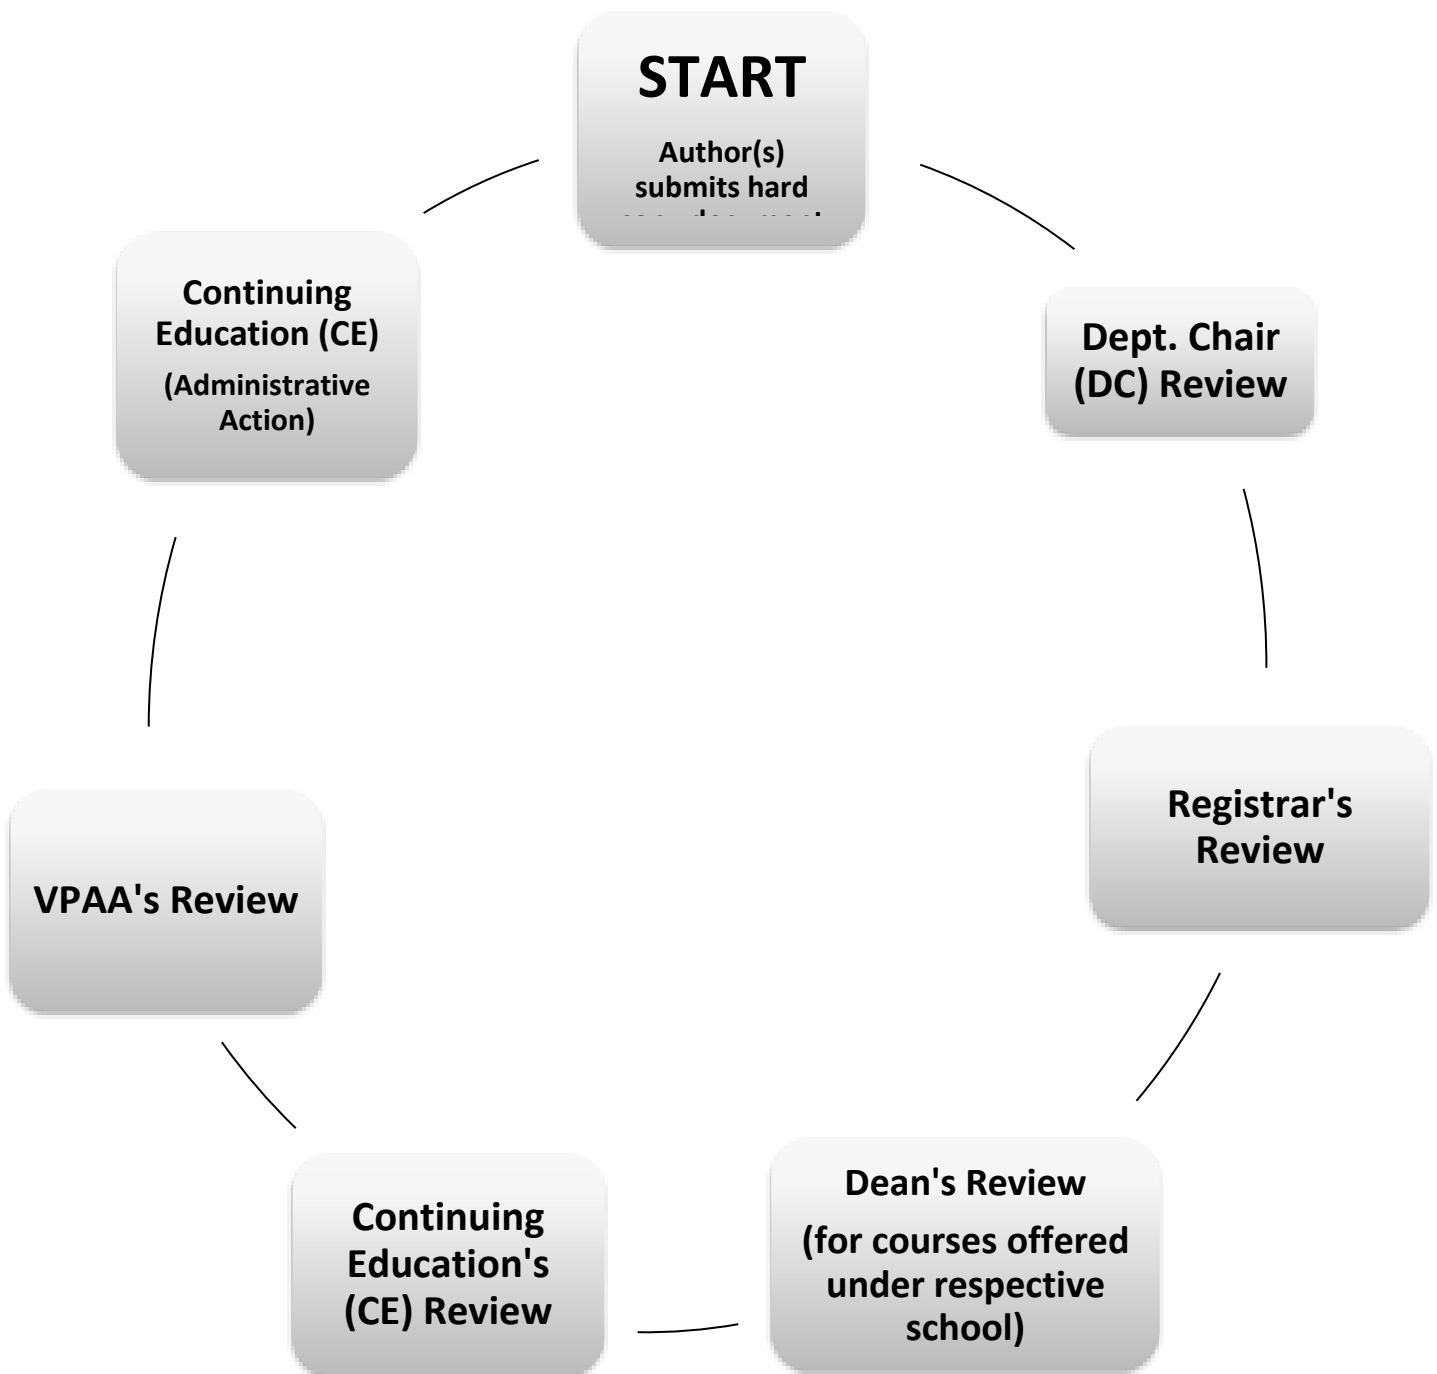 START
Author(s)
submits hard
Dept. Chair
(DC) Review
Registrar's
Review
Dean's Review
(for courses offered
under respective
school)
Continuing
Education's
(CE) Review
VPAA's Review
Continuing
Education (CE)
(Administrative
Action)